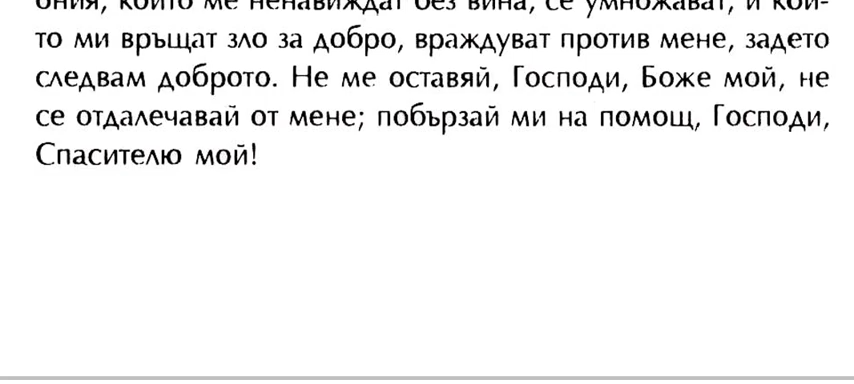 ония, които ме ненавиждат без вина, се умножават, и кои-
то ми връщат зло за добро, враждуват против мене, задето
следвам доброто. Не ме оставяй, Господи, Боже мой, не
се отдалечавай от мене; побързай ми на помощ, Господи,
Спасителю мой!